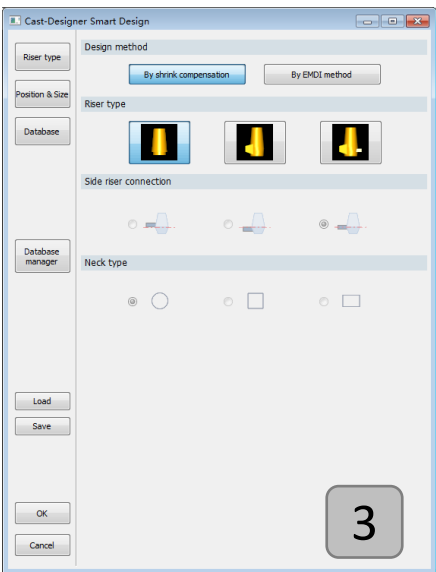 Cast-Designer Smart Design
Riser type
Position & Size
Database
Database
manager
Load
Save
OK
Cancel
Design method
By shrink compensation
By EMDI method
Riser type
Side riser connection
Neck type
3